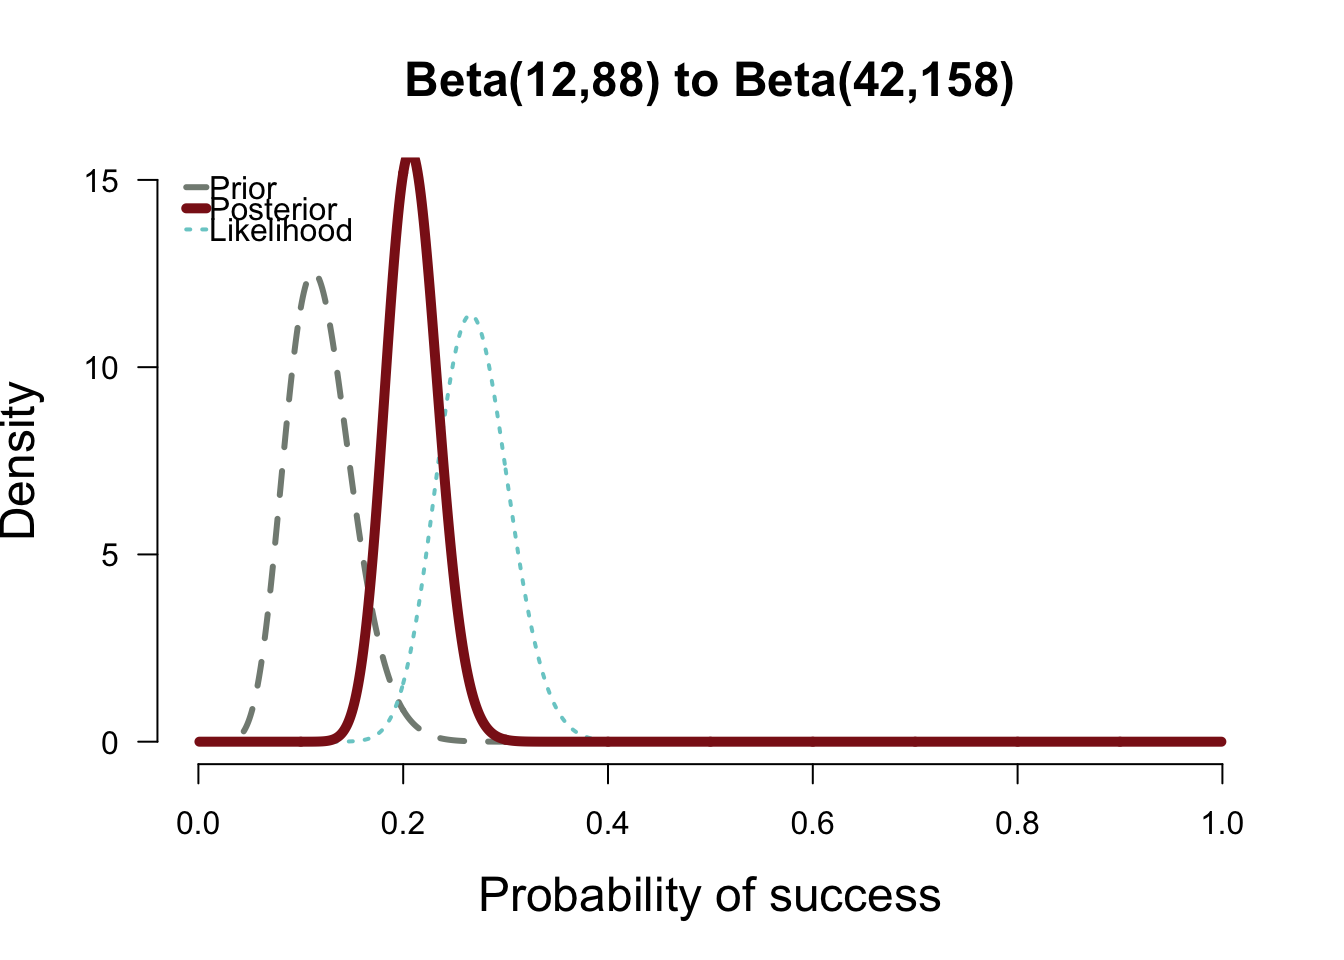 Beta(12,88) to Beta(42,158)
Prior
Posterior
Likelihood
15
10
5
0
Density
0.0 0.2 0.4 0.6 0.8 1.0
Probability of success